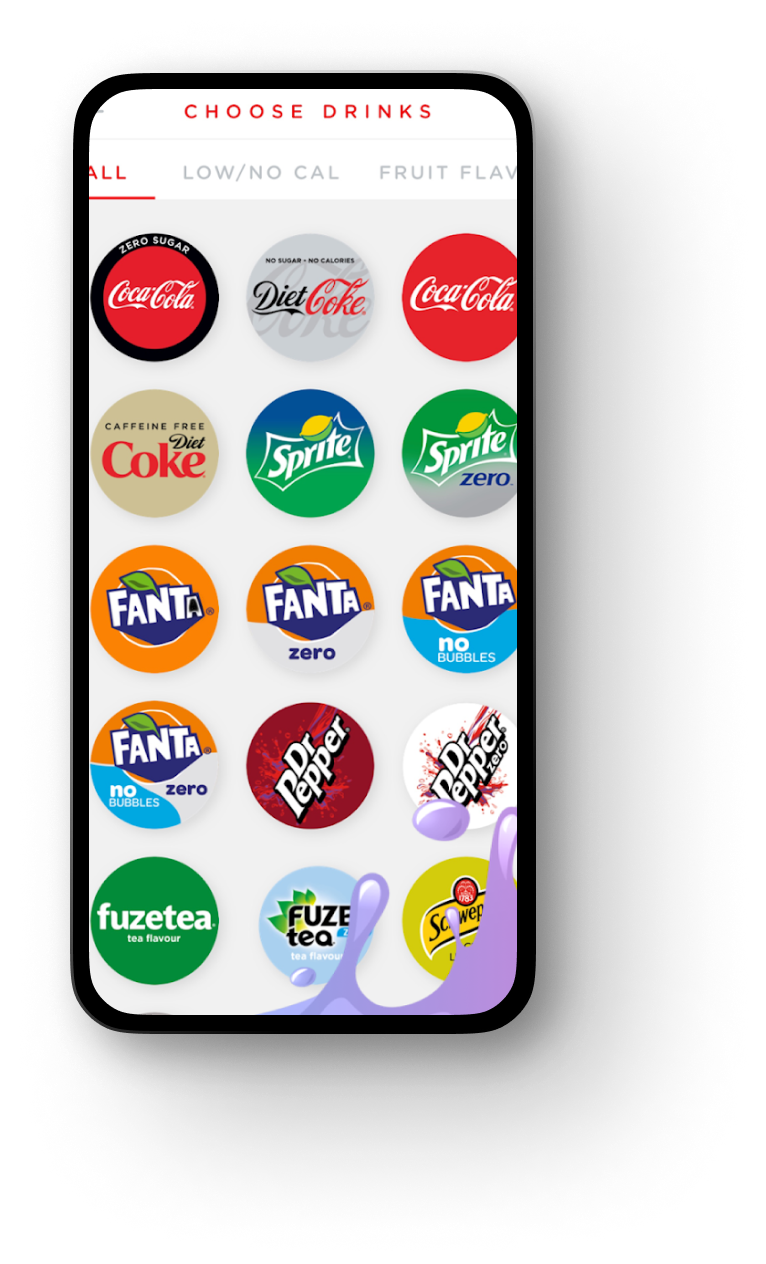 CHOOSE DRINKS
ALL LOW/NO CAL FRUIT FLAV
ZERO SUGAR
Coca-Cola
NO SUGAR • NO CALORIES
Diet Coke
Coca-Cola
CAFFEINE FREE
Diet
Coke
Sprite
Sprite
zero
FANTA
FANTA
zero
FANTA
no
BUBBLES
FANTA
no
BUBBLES
zero
Dr
Pepper
Dr
Pepper
zero
fuzetea
tea flavour
FUZE
tea
tea flavour
1783
Schwep